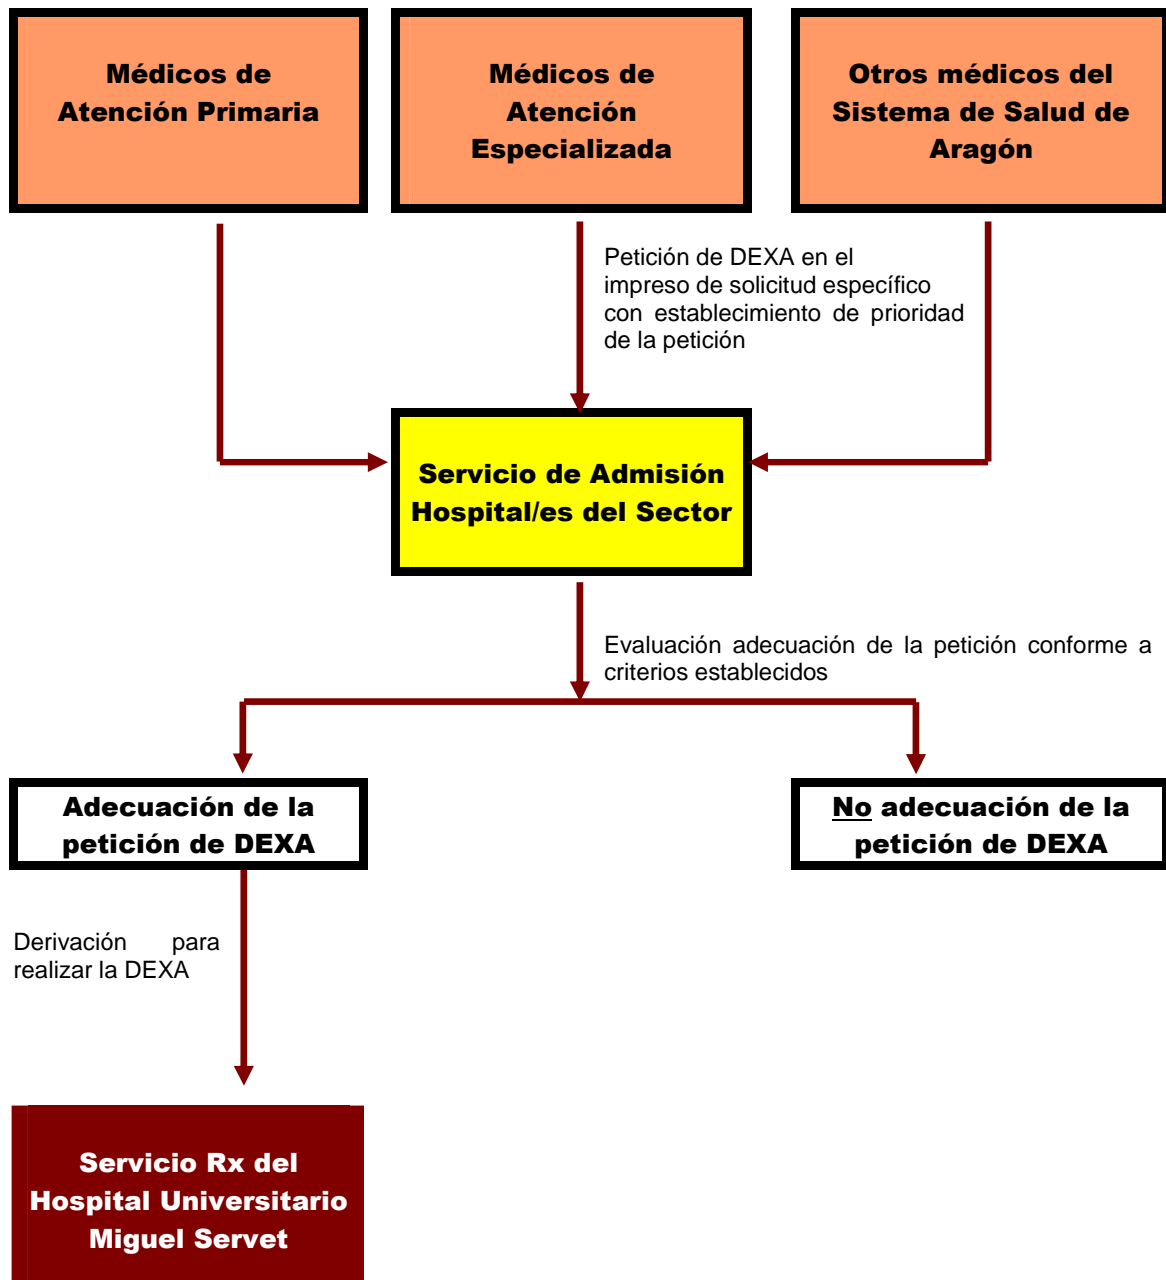 Médicos de
Atención Primaria
Médicos de
Atención
Especializada
Otros médicos del
Sistema de Salud de
Aragón
Petición de DEXA en el
impreso de solicitud específico
con establecimiento de prioridad
de la petición
Servicio de Admisión
Hospital/es del Sector
Evaluación adecuación de la petición conforme a
criterios establecidos
Adecuación de la
petición de DEXA
No adecuación de la
petición de DEXA
Derivación para
realizar la DEXA
Servicio Rx del
Hospital Universitario
Miguel Servet